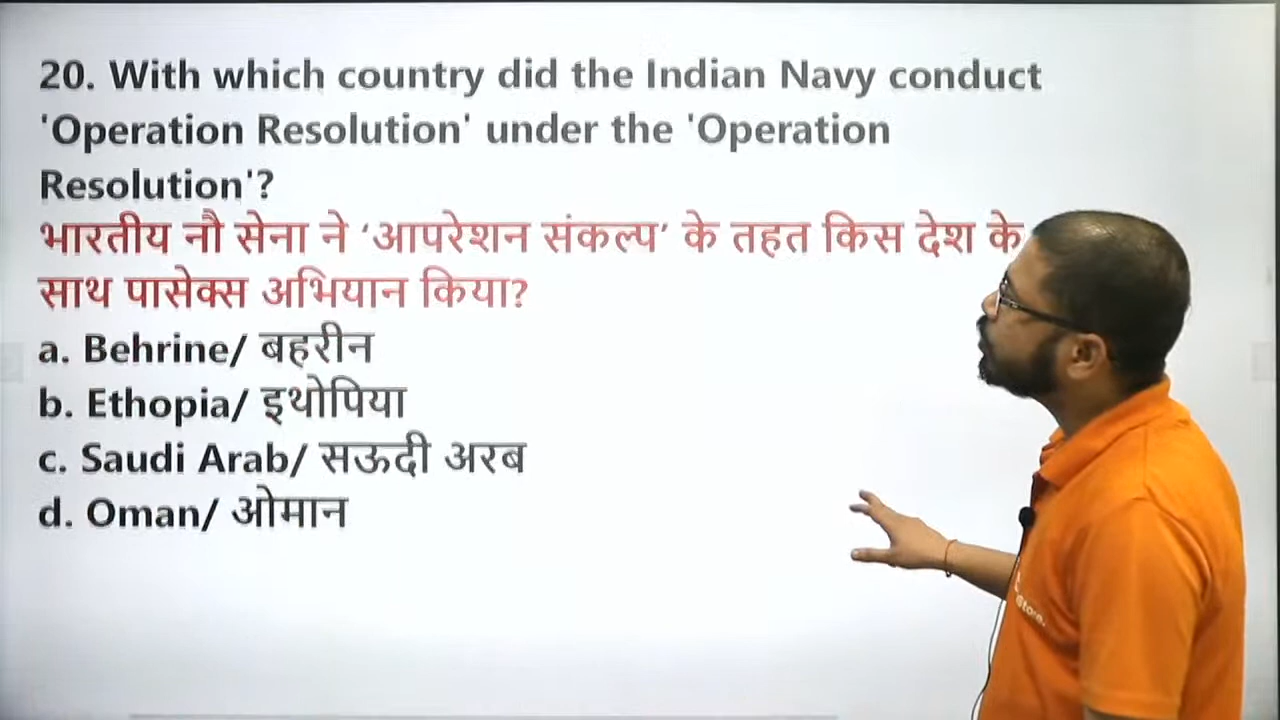 20. With which country did the Indian Navy conduct
'Operation Resolution' under the 'Operation
Resolution'?
भारतीय नौ सेना ने ‘आपरेशन संकल्प’ के तहत किस देश के
साथ पासेक्स अभियान किया?
a. Behrine/ बहरीन
b. Ethopia/ इथोपिया
c. Saudi Arab/ सऊदी अरब
d. Oman/ ओमान